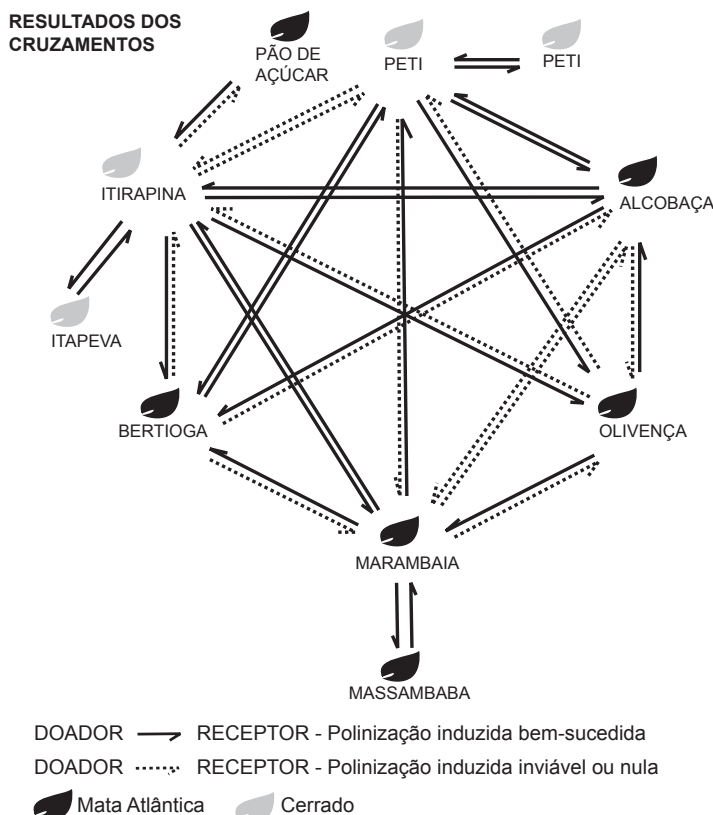 RESULTADOS DOS
CRUZAMENTOS
PÃO DE
AÇÚCAR
PETI
PETI
ITIRAPINA
ALCOBAÇA
ITAPEVA
BERTIOGA
OLIVENÇA
MARAMBAIA
MASSAMBABA
DOADOR RECEPTOR - Polinização induzida bem-sucedida
DOADOR RECEPTOR - Polinização induzida inviável ou nula
Mata Atlântica Cerrado